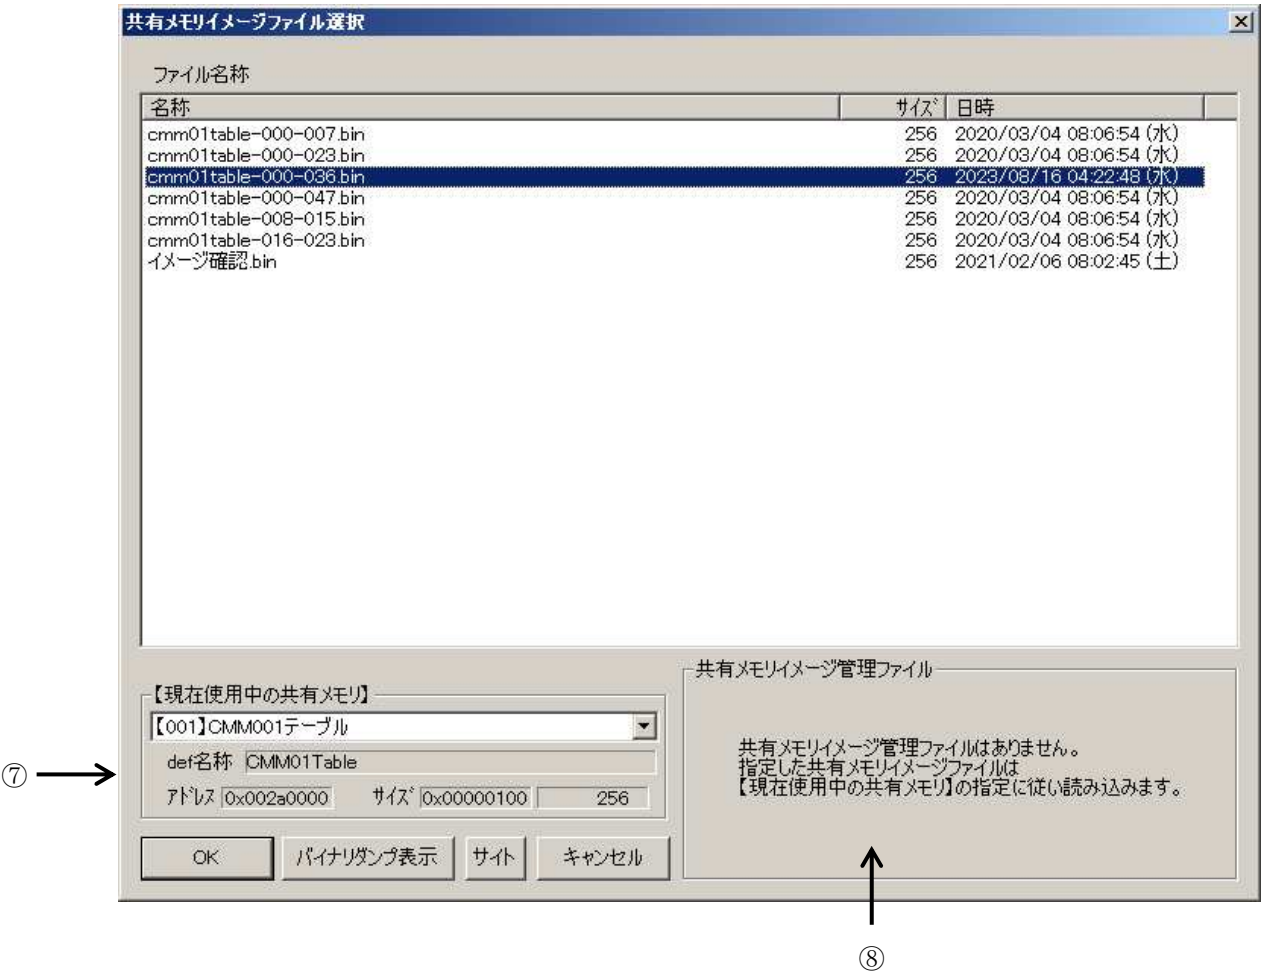 共有メモリイメージファイル選択
ファイル名称
名称 サイズ 日時
cmm01table-000-007.bin 256 2020/03/04 08:06:54 (水)
cmm01table-000-023.bin 256 2020/03/04 08:06:54 (水)
cmm01table-000-036.bin 256 2023/08/16 04:22:48 (水)
cmm01table-000-047.bin 256 2020/03/04 08:06:54 (水)
cmm01table-008-015.bin 256 2020/03/04 08:06:54 (水)
cmm01table-016-023.bin 256 2020/03/04 08:06:54 (水)
イメージ確認.bin 256 2021/02/06 08:02:45 (土)
【現在使用中の共有メモリ】
【001】CMM001テーブル
def名称 CMM01Table
アドレス 0x002a0000 サイズ 0x00000100 256
OK バイナリダンプ表示 サイト キャンセル
共有メモリイメージ管理ファイル
共有メモリイメージ管理ファイルはありません。
指定した共有メモリイメージファイルは
【現在使用中の共有メモリ】の指定に従い読み込みます。
⑦
⑧